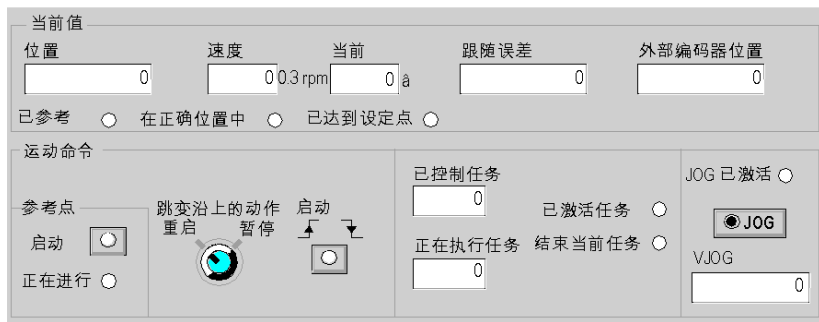 当前值
位置 速度 当前 跟随误差 外部编码器位置
0 0 0.3 rpm 0 â 0 0
已参考 在正确位置中 已达到设定点
运动命令
已控制任务 JOG 已激活
0
参考点 跳变沿上的动作 启动 已激活任务
重启 暂停
启动 JOG
正在执行任务 结束当前任务
VJOG
正在进行 0
0